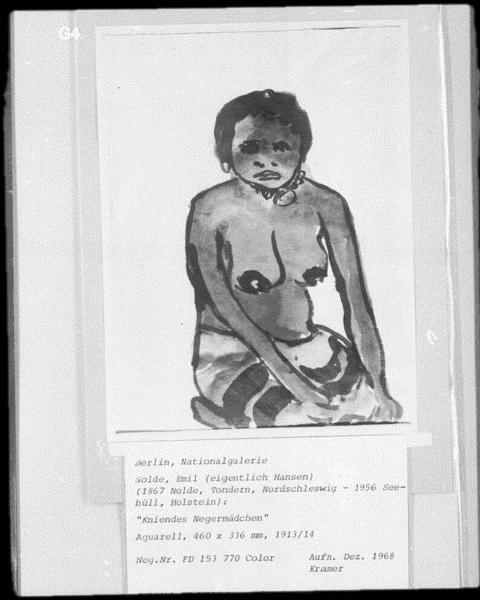 G4
Berlin, Nationalgalerie
Nolde, Emil (eigentlich Hansen)
(1867 Nolde, Tondern, Nordschleswig - 1956 See-
büll, Holstein):
"Kniendes Negermädchen"
Aquarell, 460 x 336 mm, 1913/14
Neg.Nr. FD 153 770 Color Aufn. Dez. 1968
Kramer